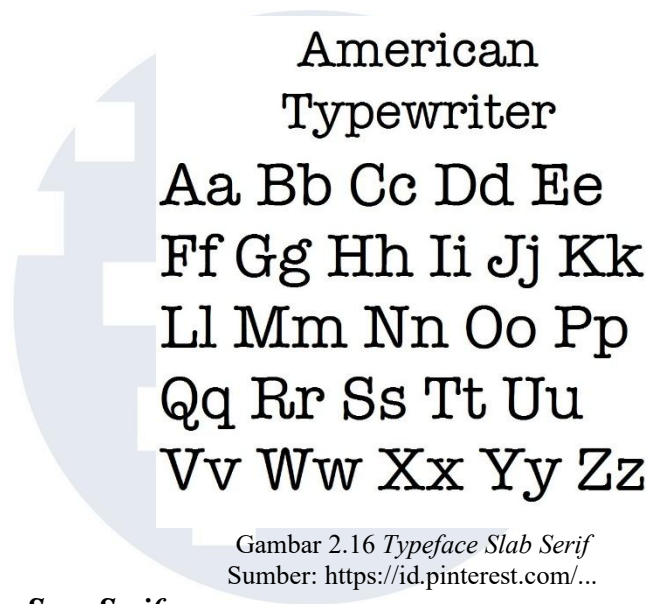 American
Typewriter
Aa Bb Cc Dd Ee
Ff Gg Hh Ii Jj Kk
Ll Mm Nn Oo Pp
Qq Rr Ss Tt Uu
Vv Ww Xx Yy Zz
Gambar 2.16 Typeface Slab Serif
Sumber: https://id.pinterest.com/...
Serif